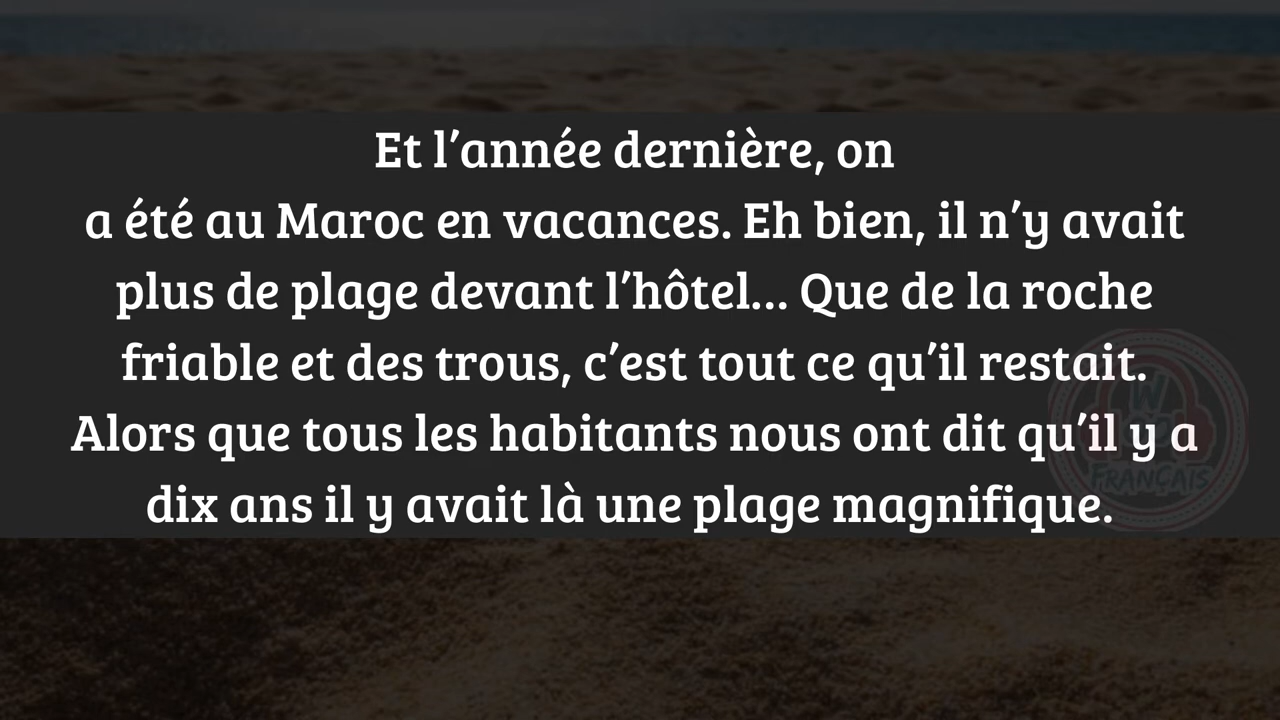 Et l’année dernière, on
a été au Maroc en vacances. Eh bien, il n’y avait
plus de plage devant l’hôtel... Que de la roche
friable et des trous, c’est tout ce qu’il restait.
Alors que tous les habitants nous ont dit qu’il y a
dix ans il y avait là une plage magnifique.
FRANÇAIS